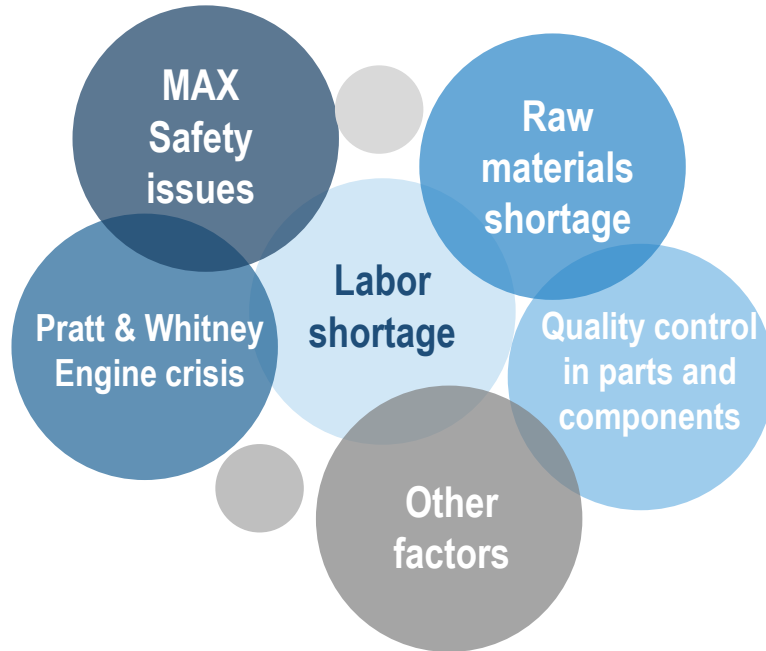 MAX
Safety
issues
Raw
materials
shortage
Labor
shortage
Pratt & Whitney
Engine crisis
Quality control
in parts and
components
Other
factors